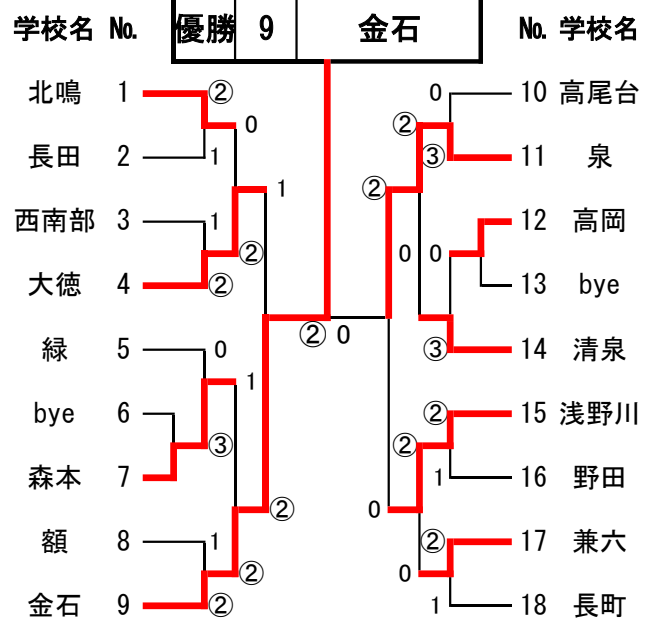 学校名 No. 優勝 9 金石 No. 学校名
北鳴 1 ② 0 10 高尾台
0 ②
長田 2 1 ③ 11 泉
1 ②
西南部 3 1 12 高岡
② 0 0
大徳 4 ② 13 bye
② 0
緑 5 0 ③ 14 清泉
1
bye 6 ② 15 浅野川
③ ②
森本 7 1 16 野田
② 0
額 8 1 ② 17 兼六
② 0
金石 9 ② 1 18 長町